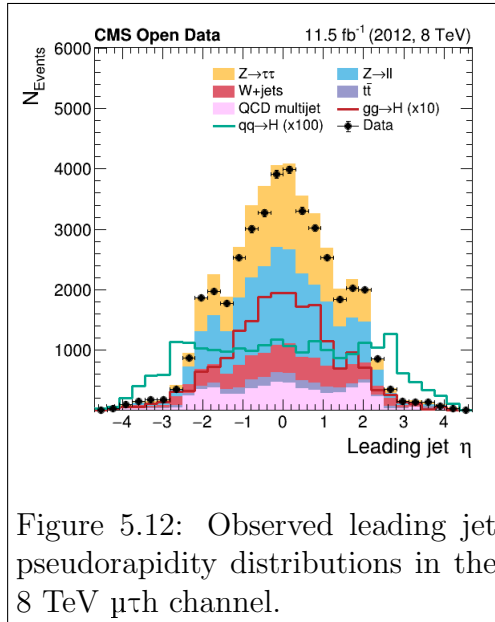 CMS Open Data 11.5 fb⁻¹ (2012, 8 TeV)
N_Events
6000
5000
4000
3000
2000
1000
Z→ττ Z→ll
W+jets tt̄
QCD multijet gg→H (x10)
qq→H (x100) Data
−4 −3 −2 −1 0 1 2 3 4
Leading jet η
Figure 5.12: Observed leading jet
pseudorapidity distributions in the
8 TeV μτh channel.